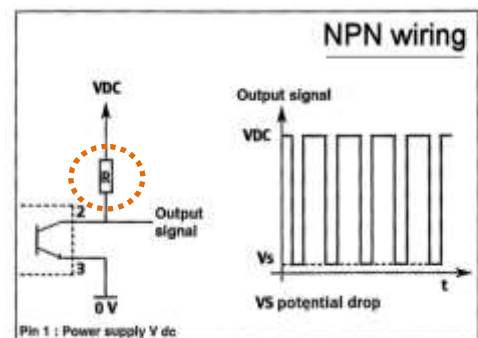 NPN wiring
VDC
R
2
Output
signal
3
0 V
Pin 1 : Power supply V dc
Output signal
VDC
Vs
t
VS potential drop